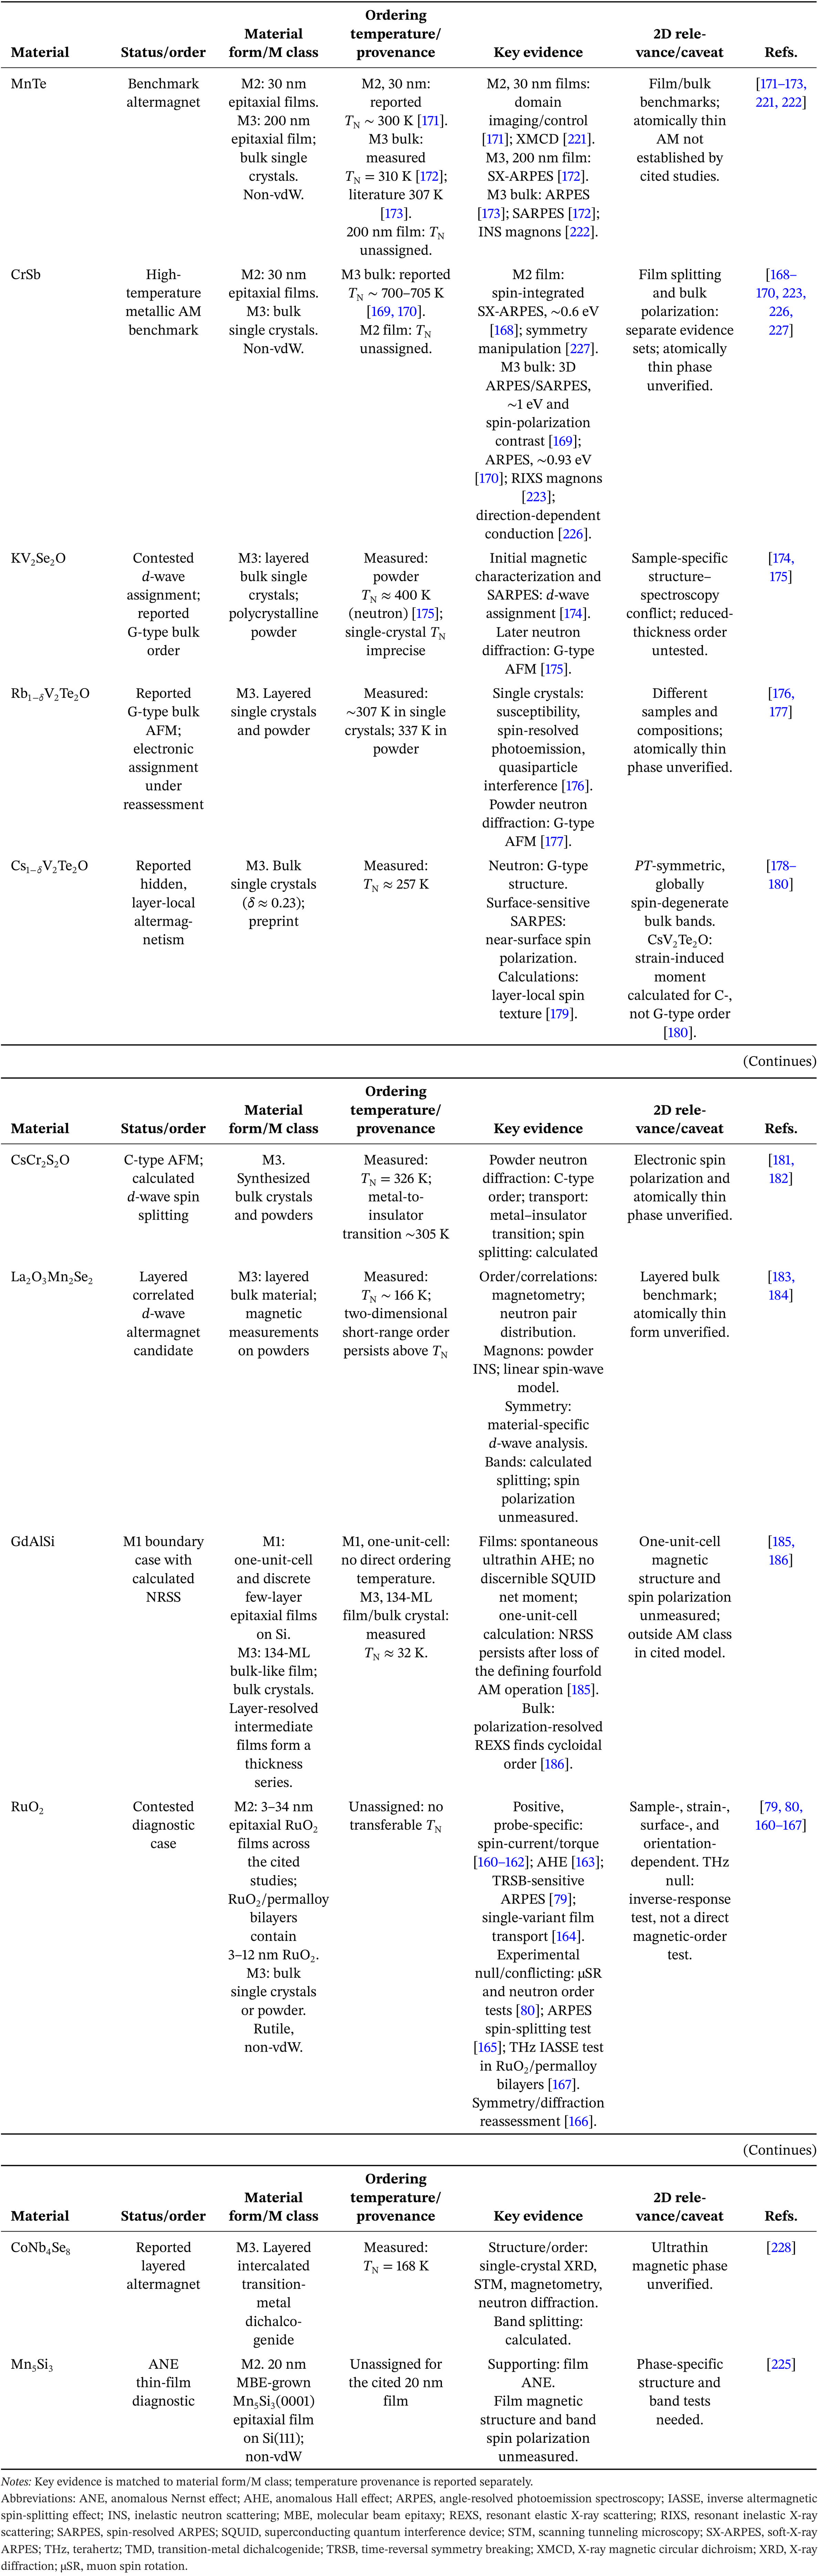 Material
Status/order
Material
form/M class
Ordering
temperature/
provenance
Key evidence
2D rele-
vance/caveat
Refs.
MnTe
Benchmark
altermagnet
M2: 30 nm
epitaxial films.
M3: 200 nm
epitaxial film;
bulk single
crystals.
Non-vdW.
M2, 30 nm:
reported
T_N ∼ 300 K [171].
M3 bulk:
measured
T_N = 310 K [172];
literature 307 K
[173].
200 nm film: T_N
unassigned.
M2, 30 nm films:
domain
imaging/control
[171]; XMCD [221].
M3, 200 nm film:
SX-ARPES [172].
M3 bulk: ARPES
[173]; SARPES [172];
INS magnons [222].
Film/bulk
benchmarks;
atomically thin
AM not
established by
cited studies.
[171–173,
221, 222]
CrSb
High-
temperature
metallic AM
benchmark
M2: 30 nm
epitaxial films.
M3: bulk
single crystals.
Non-vdW.
M3 bulk: reported
T_N ∼ 700–705 K
[169, 170].
M2 film: T_N
unassigned.
M2 film:
spin-integrated
SX-ARPES, ∼0.6 eV
[168]; symmetry
manipulation [227].
M3 bulk: 3D
ARPES/SARPES,
∼1 eV and
spin-polarization
contrast [169];
ARPES, ∼0.93 eV
[170]; RIXS magnons
[223];
direction-dependent
conduction [226].
Film splitting
and bulk
polarization:
separate evidence
sets; atomically
thin phase
unverified.
[168–
170, 223,
226,
227]
KV₂Se₂O
Contested
d-wave
assignment;
reported
G-type bulk
order
M3: layered
bulk single
crystals;
polycrystalline
powder
Measured:
powder
T_N ≈ 400 K
(neutron) [175];
single-crystal T_N
imprecise
Initial magnetic
characterization and
SARPES: d-wave
assignment [174].
Later neutron
diffraction: G-type
AFM [175].
Sample-specific
structure–
spectroscopy
conflict; reduced-
thickness order
untested.
[174,
175]
Rb₁₋δV₂Te₂O
Reported
G-type bulk
AFM;
electronic
assignment
under
reassessment
M3. Layered
single crystals
and powder
Measured:
∼307 K in single
crystals; 337 K in
powder
Single crystals:
susceptibility,
spin-resolved
photoemission,
quasiparticle
interference [176].
Powder neutron
diffraction: G-type
AFM [177].
Different
samples and
compositions;
atomically thin
phase unverified.
[176,
177]
Cs₁₋δV₂Te₂O
Reported
hidden,
layer-local
altermag-
netism
M3. Bulk
single crystals
(δ ≈ 0.23);
preprint
Measured:
T_N ≈ 257 K
Neutron: G-type
structure.
Surface-sensitive
SARPES:
near-surface spin
polarization.
Calculations:
layer-local spin
texture [179].
PT-symmetric,
globally
spin-degenerate
bulk bands.
CsV₂Te₂O:
strain-induced
moment
calculated for C-,
not G-type order
[180].
[178–
180]
(Continues)
Material
Status/order
Material
form/M class
Ordering
temperature/
provenance
Key evidence
2D rele-
vance/caveat
Refs.
CsCr₂S₂O
C-type AFM;
calculated
d-wave spin
splitting
M3.
Synthesized
bulk crystals
and powders
Measured:
T_N = 326 K;
metal-to-
insulator
transition ∼305 K
Powder neutron
diffraction: C-type
order; transport:
metal–insulator
transition; spin
splitting: calculated
Electronic spin
polarization and
atomically thin
phase unverified.
[181,
182]
La₂O₃Mn₂Se₂
Layered
correlated
d-wave
altermagnet
candidate
M3: layered
bulk material;
magnetic
measurements
on powders
Measured:
T_N ∼ 166 K;
two-dimensional
short-range order
persists above T_N
Order/correlations:
magnetometry;
neutron pair
distribution.
Magnons: powder
INS; linear spin-wave
model.
Symmetry:
material-specific
d-wave analysis.
Bands: calculated
splitting; spin
polarization
unmeasured.
Layered bulk
benchmark;
atomically thin
form unverified.
[183,
184]
GdAlSi
M1 boundary
case with
calculated
NRSS
M1:
one-unit-cell
and discrete
few-layer
epitaxial films
on Si.
M3: 134-ML
bulk-like film;
bulk crystals.
Layer-resolved
intermediate
films form a
thickness
series.
M1, one-unit-cell:
no direct ordering
temperature.
M3, 134-ML
film/bulk crystal:
measured
T_N ≈ 32 K.
Films: spontaneous
ultrathin AHE; no
discernible SQUID
net moment;
one-unit-cell
calculation: NRSS
persists after loss of
the defining fourfold
AM operation [185].
Bulk:
polarization-resolved
REXS finds cycloidal
order [186].
One-unit-cell
magnetic
structure and
spin polarization
unmeasured;
outside AM class
in cited model.
[185,
186]
RuO₂
Contested
diagnostic
case
M2: 3–34 nm
epitaxial RuO₂
films across
the cited
studies;
RuO₂/permalloy
bilayers
contain
3–12 nm RuO₂.
M3: bulk
single crystals
or powder.
Rutile,
non-vdW.
Unassigned: no
transferable T_N
Positive,
probe-specific:
spin-current/torque
[160–162]; AHE [163];
TRSB-sensitive
ARPES [79];
single-variant film
transport [164].
Experimental
null/conflicting: μSR
and neutron order
tests [80]; ARPES
spin-splitting test
[165]; THz IASSE test
in RuO₂/permalloy
bilayers [167].
Symmetry/diffraction
reassessment [166].
Sample-, strain-,
surface-, and
orientation-
dependent. THz
null:
inverse-response
test, not a direct
magnetic-order
test.
[79, 80,
160–167]
(Continues)
Material
Status/order
Material
form/M class
Ordering
temperature/
provenance
Key evidence
2D rele-
vance/caveat
Refs.
CoNb₄Se₈
Reported
layered
altermagnet
M3. Layered
intercalated
transition-
metal
dichalco-
genide
Measured:
T_N = 168 K
Structure/order:
single-crystal XRD,
STM, magnetometry,
neutron diffraction.
Band splitting:
calculated.
Ultrathin
magnetic phase
unverified.
[228]
Mn₅Si₃
ANE
thin-film
diagnostic
M2. 20 nm
MBE-grown
Mn₅Si₃(0001)
epitaxial film
on Si(111);
non-vdW
Unassigned for
the cited 20 nm
film
Supporting: film
ANE.
Film magnetic
structure and band
spin polarization
unmeasured.
Phase-specific
structure and
band tests
needed.
[225]
Notes: Key evidence is matched to material form/M class; temperature provenance is reported separately.
Abbreviations: ANE, anomalous Nernst effect; AHE, anomalous Hall effect; ARPES, angle-resolved photoemission spectroscopy; IASSE, inverse altermagnetic
spin-splitting effect; INS, inelastic neutron scattering; MBE, molecular beam epitaxy; REXS, resonant elastic X-ray scattering; RIXS, resonant inelastic X-ray
scattering; SARPES, spin-resolved ARPES; SQUID, superconducting quantum interference device; STM, scanning tunneling microscopy; SX-ARPES, soft-X-ray
ARPES; THz, terahertz; TMD, transition-metal dichalcogenide; TRSB, time-reversal symmetry breaking; XMCD, X-ray magnetic circular dichroism; XRD, X-ray
diffraction; μSR, muon spin rotation.